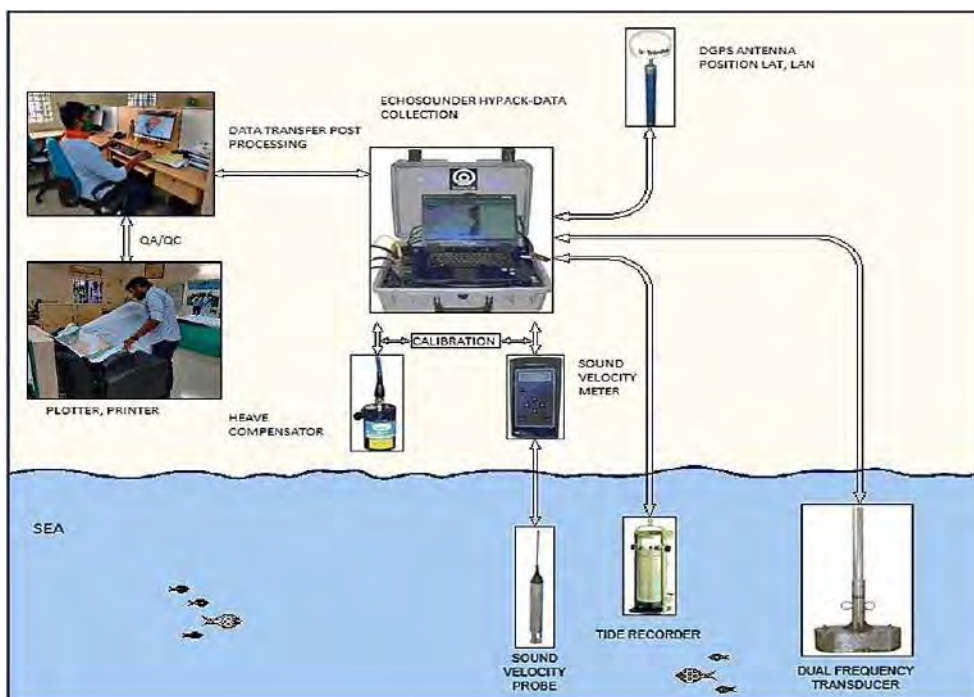 DGPS ANTENNA
POSITION LAT, LAN
ECHOSOUNDER HYPACK-DATA
COLLECTION
DATA TRANSFER POST
PROCESSING
QA/QC
CALIBRATION
SOUND
VELOCITY
METER
PLOTTER, PRINTER
HEAVE
COMPENSATOR
SEA
TIDE RECORDER
SOUND
VELOCITY
PROBE
DUAL FREQUENCY
TRANSDUCER